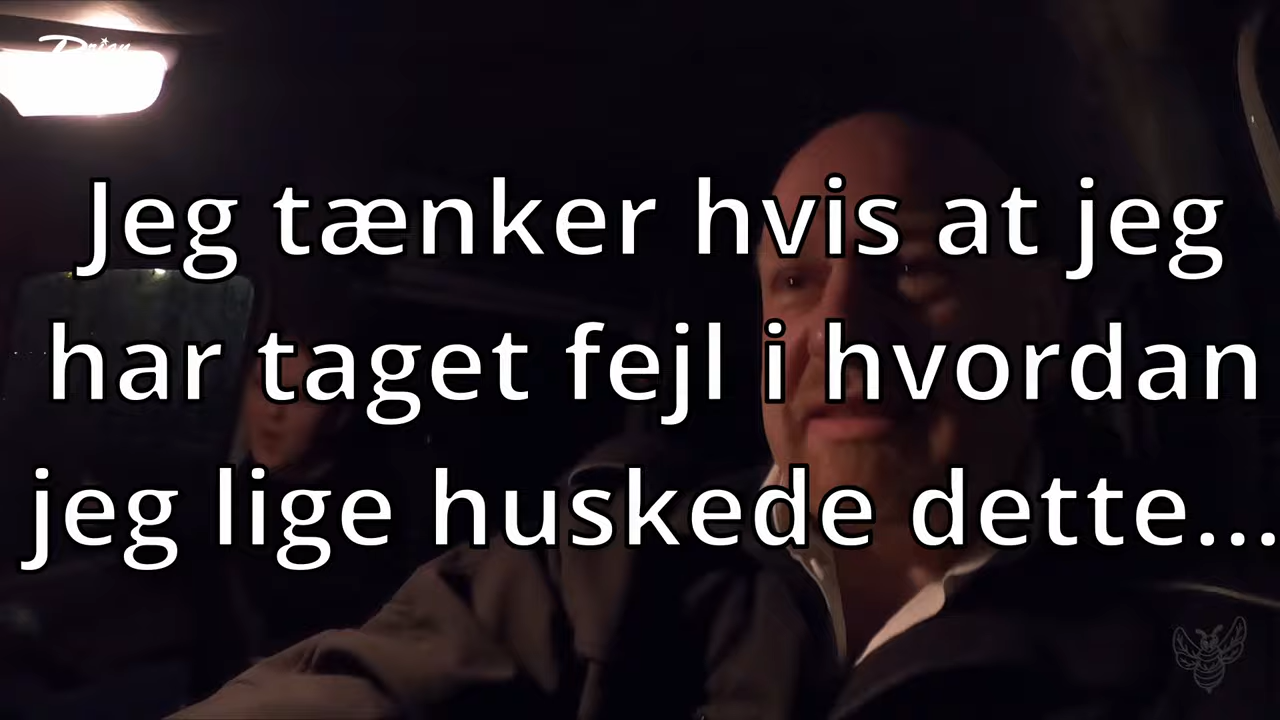 Jeg tænker hvis at jeg
har taget fejl i hvordan
jeg lige huskede dette...